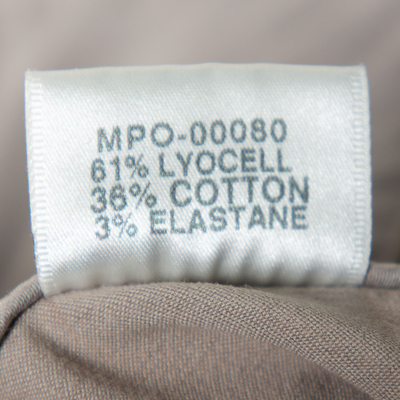 MPO-00080
61% LYOCELL
36% COTTON
3% ELASTANE